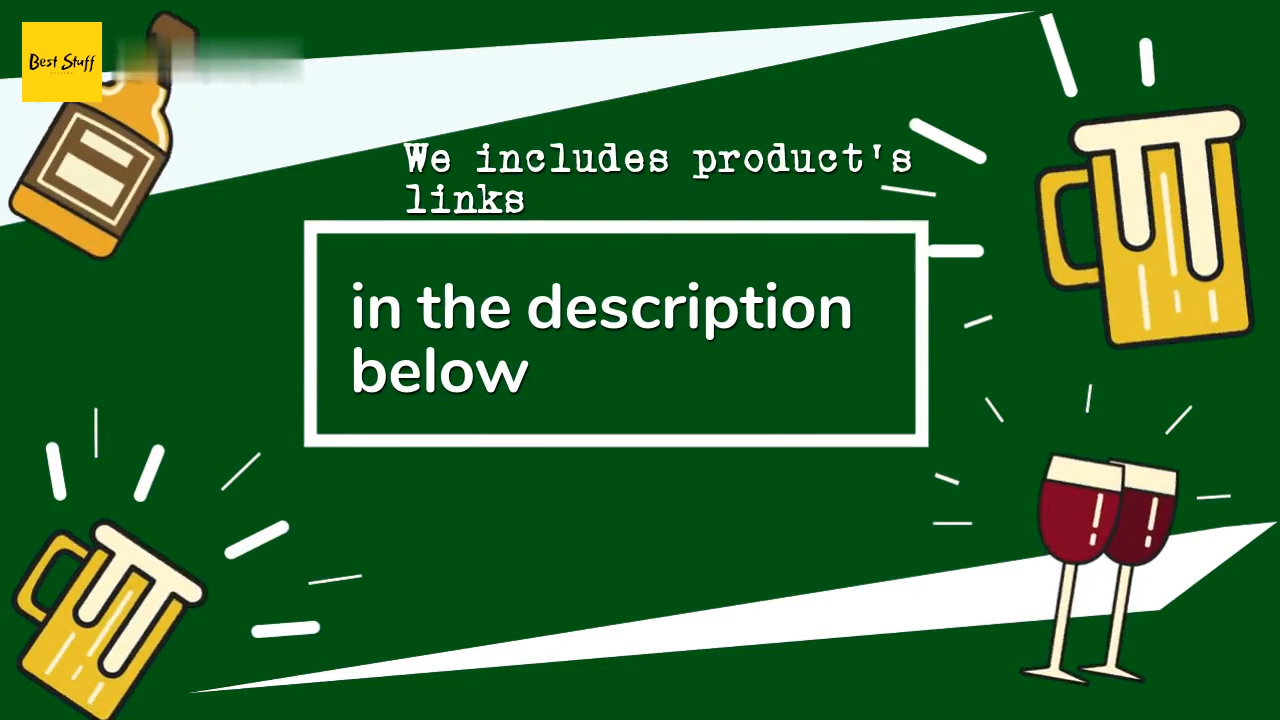 Best Stuff
We includes product's
links
in the description
below